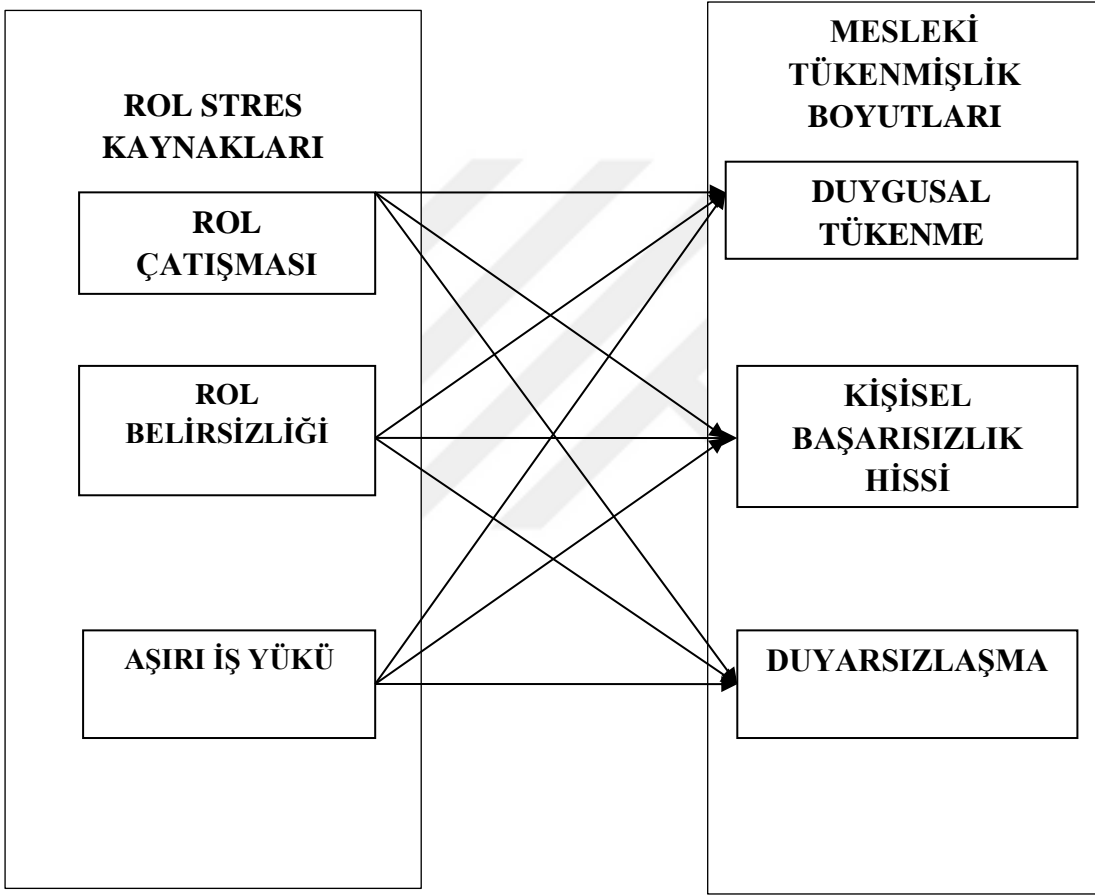 ROL STRES
KAYNAKLARI
ROL
ÇATIŞMASI
ROL
BELİRSİZLİĞİ
AŞIRI İŞ YÜKÜ
MESLEKİ
TÜKENMİŞLİK
BOYUTLARI
DUYGUSAL
TÜKENME
KİŞİSEL
BAŞARISIZLIK
HİSSİ
DUYARSIZLAŞMA